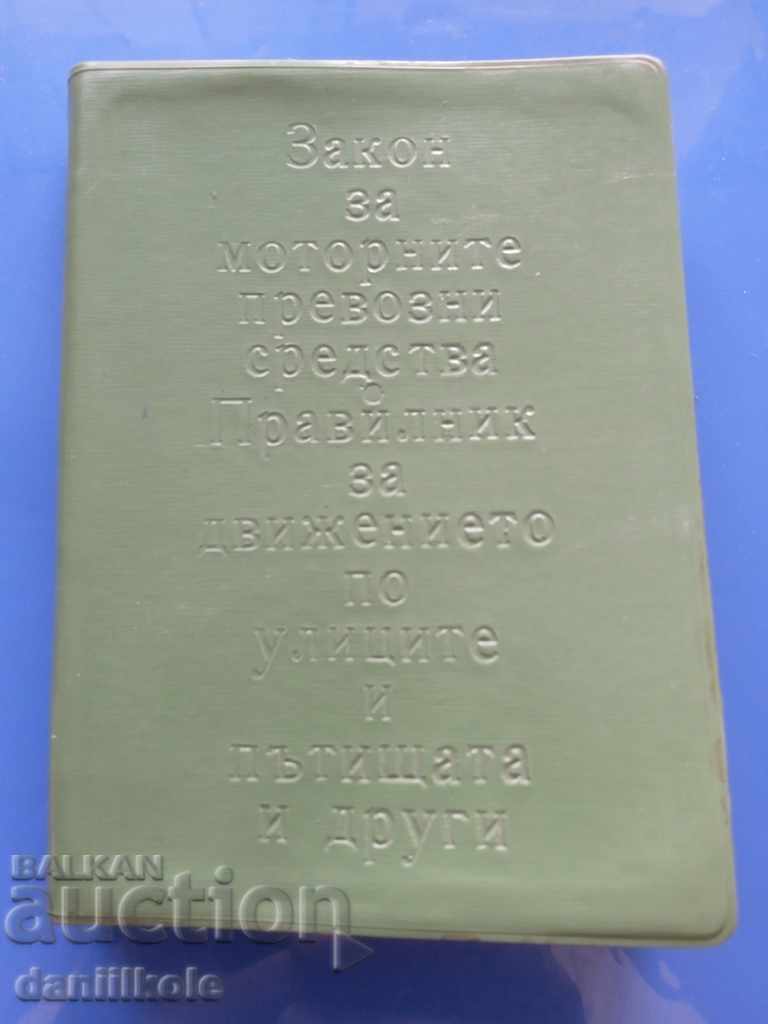 Закон
за
моторните
превозни
средства
о
Правилник
за
движението
по
улиците
и
пътищата
и други
BALKAN
auction
daniilkole